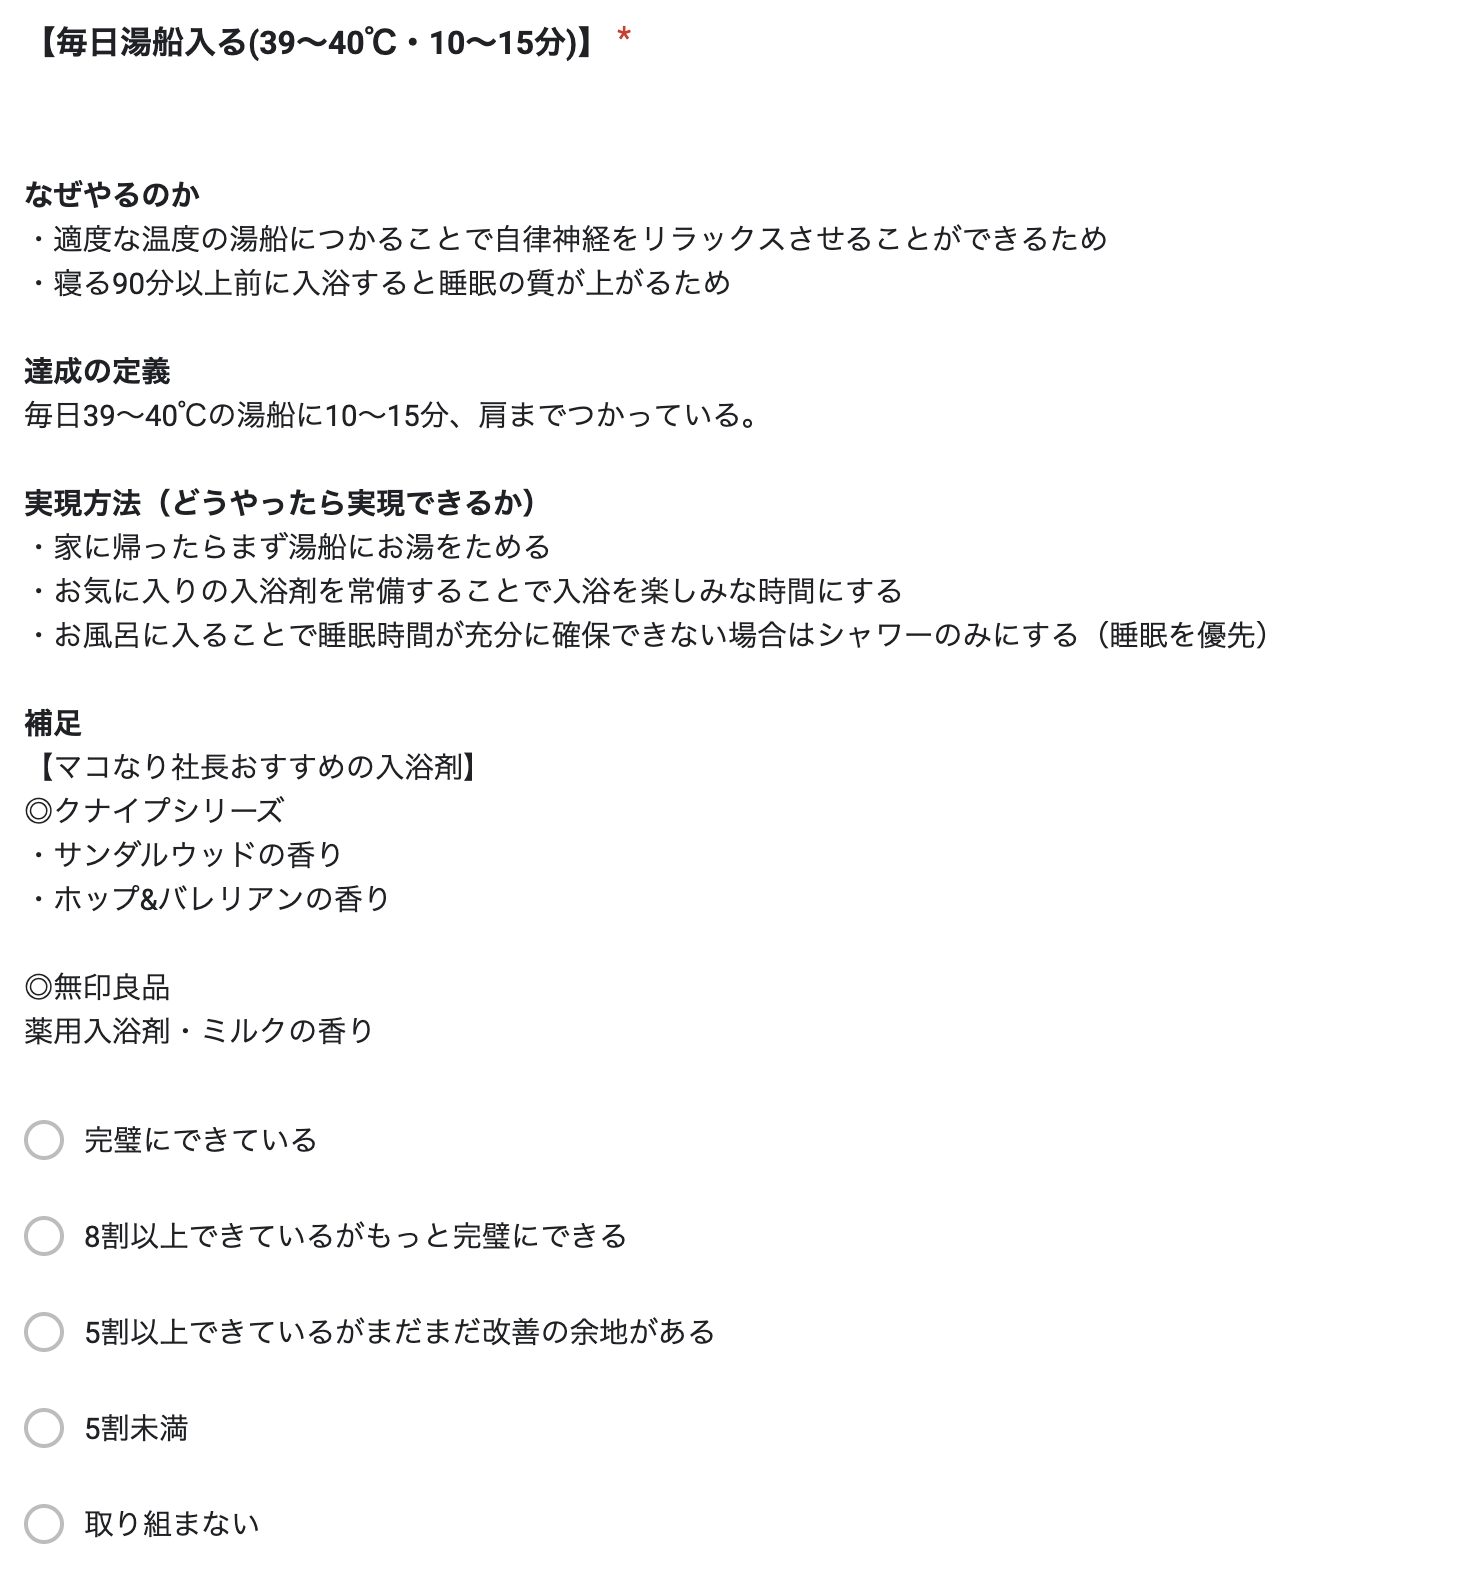 【毎日湯船入る(39〜40℃・10〜15分)】 *
なぜやるのか
・適度な温度の湯船につかることで自律神経をリラックスさせることができるため
・寝る90分以上前に入浴すると睡眠の質が上がるため
達成の定義
毎日39〜40℃の湯船に10〜15分、肩までつかっている。
実現方法（どうやったら実現できるか）
・家に帰ったらまず湯船にお湯をためる
・お気に入りの入浴剤を常備することで入浴を楽しみな時間にする
・お風呂に入ることで睡眠時間が充分に確保できない場合はシャワーのみにする（睡眠を優先）
補足
【マコなり社長おすすめの入浴剤】
◎クナイプシリーズ
・サンダルウッドの香り
・ホップ&バレリアンの香り
◎無印良品
薬用入浴剤・ミルクの香り
完璧にできている
8割以上できているがもっと完璧にできる
5割以上できているがまだまだ改善の余地がある
5割未満
取り組まない